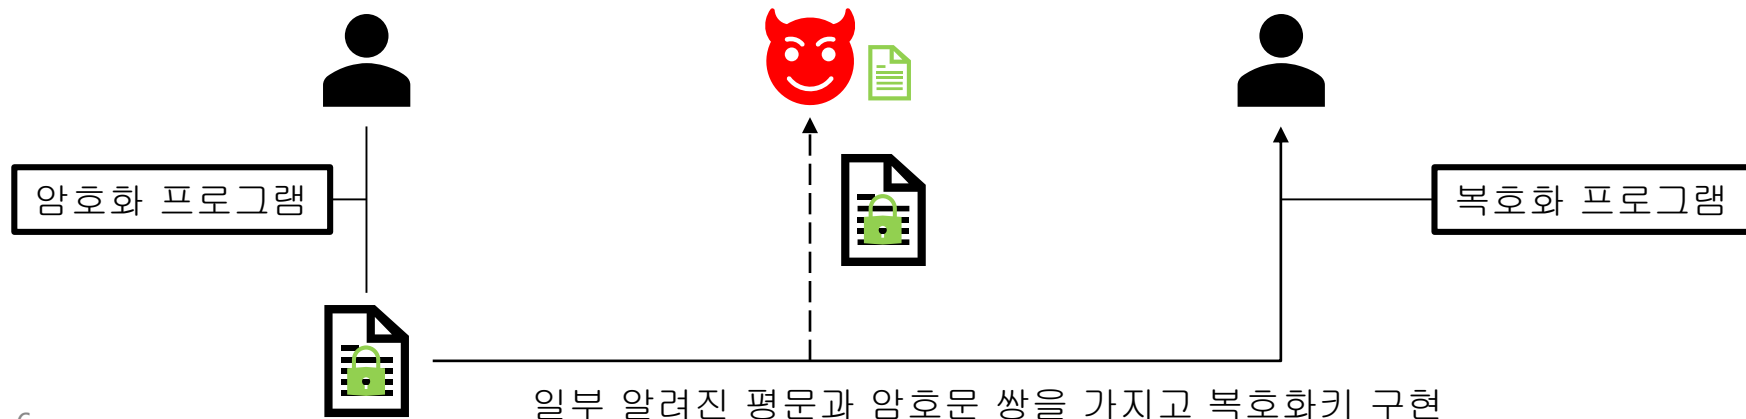 암호화 프로그램
복호화 프로그램
일부 알려진 평문과 암호문 쌍을 가지고 복호화키 구현